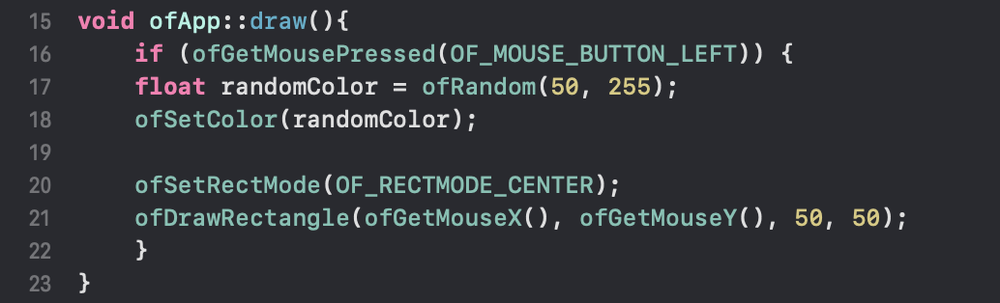 15 void ofApp::draw(){
16     if (ofGetMousePressed(OF_MOUSE_BUTTON_LEFT)) {
17     float randomColor = ofRandom(50, 255);
18     ofSetColor(randomColor);
19
20     ofSetRectMode(OF_RECTMODE_CENTER);
21     ofDrawRectangle(ofGetMouseX(), ofGetMouseY(), 50, 50);
22     }
23 }